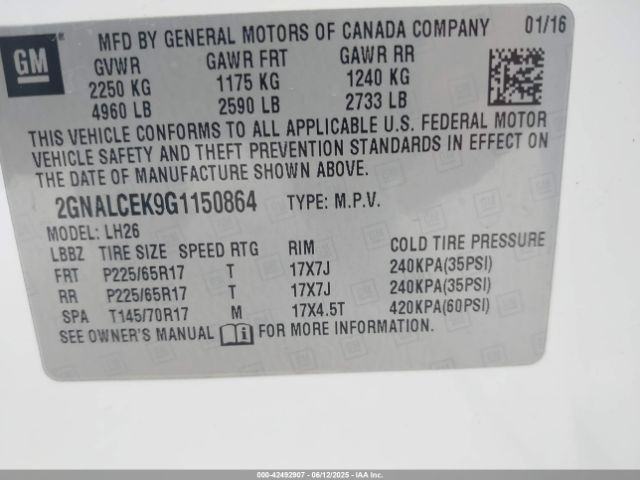 GM
MFD BY GENERAL MOTORS OF CANADA COMPANY 01/16
GVWR GAWR FRT GAWR RR
2250 KG 1175 KG 1240 KG
4960 LB 2590 LB 2733 LB
THIS VEHICLE CONFORMS TO ALL APPLICABLE U.S. FEDERAL MOTOR
VEHICLE SAFETY AND THEFT PREVENTION STANDARDS IN EFFECT ON
THE DATE OF MANUFACTURE SHOWN ABOVE.
2GNALCEK9G1150864 TYPE: M.P.V.
MODEL: LH26
LBBZ TIRE SIZE SPEED RTG RIM COLD TIRE PRESSURE
FRT P225/65R17 T 17X7J 240KPA(35PSI)
RR P225/65R17 T 17X7J 240KPA(35PSI)
SPA T145/70R17 M 17X4.5T 420KPA(60PSI)
SEE OWNER'S MANUAL FOR MORE INFORMATION.
000-42492907 - 06/12/2025 - IAAI.COM